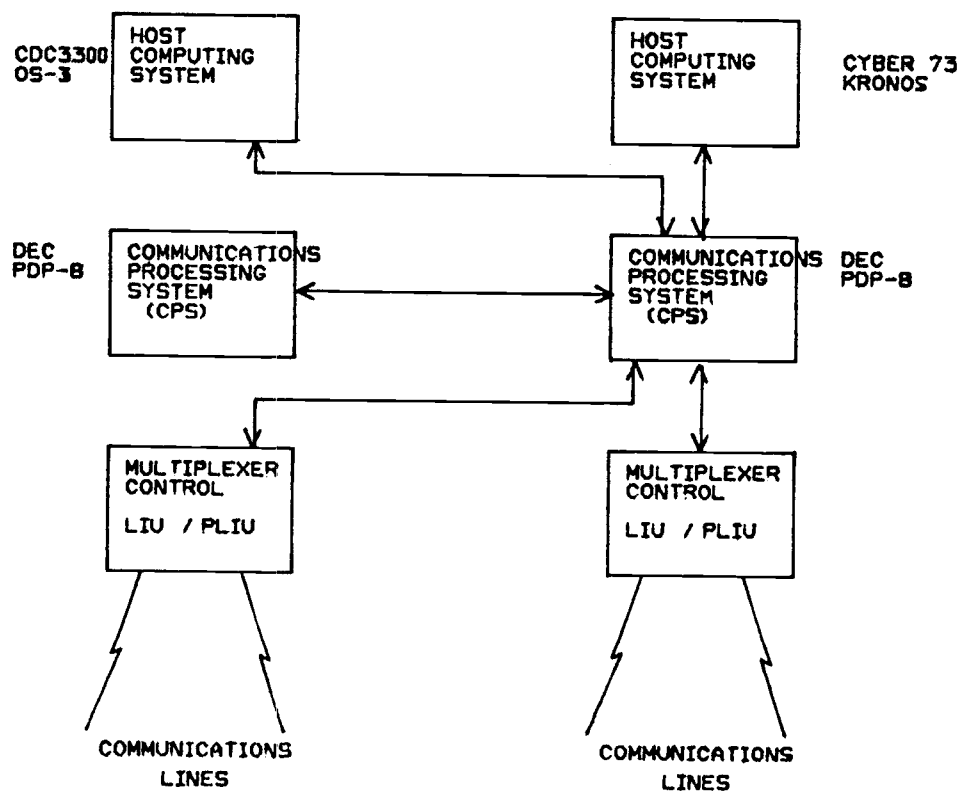 CDC3300
OS-3
HOST
COMPUTING
SYSTEM
HOST
COMPUTING
SYSTEM
CYBER 73
KRONOS
DEC
PDP-8
COMMUNICATIONS
PROCESSING
SYSTEM
(CPS)
COMMUNICATIONS
PROCESSING
SYSTEM
(CPS)
DEC
PDP-8
MULTIPLEXER
CONTROL
LIU / PLIU
MULTIPLEXER
CONTROL
LIU / PLIU
COMMUNICATIONS
LINES
COMMUNICATIONS
LINES